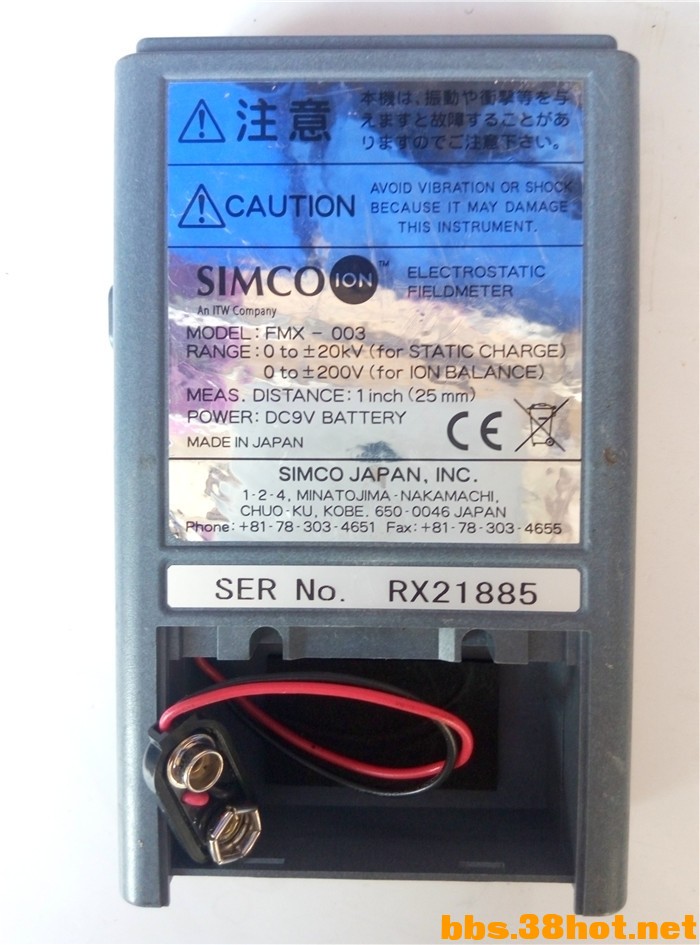 注意
本機は、振動や衝撃等を与
えますと故障することがあ
りますのでご注意下さい。
CAUTION
AVOID VIBRATION OR SHOCK
BECAUSE IT MAY DAMAGE
THIS INSTRUMENT.
SIMCO ION™
An ITW Company
ELECTROSTATIC
FIELDMETER
MODEL: FMX - 003
RANGE: 0 to ±20kV (for STATIC CHARGE)
0 to ±200V (for ION BALANCE)
MEAS. DISTANCE: 1 inch (25 mm)
POWER: DC9V BATTERY
MADE IN JAPAN
CE
SIMCO JAPAN, INC.
1-2-4, MINATOJIMA-NAKAMACHI,
CHUO-KU, KOBE. 650-0046 JAPAN
Phone: +81-78-303-4651 Fax: +81-78-303-4655
SER No. RX21885
bbs.38hot.net